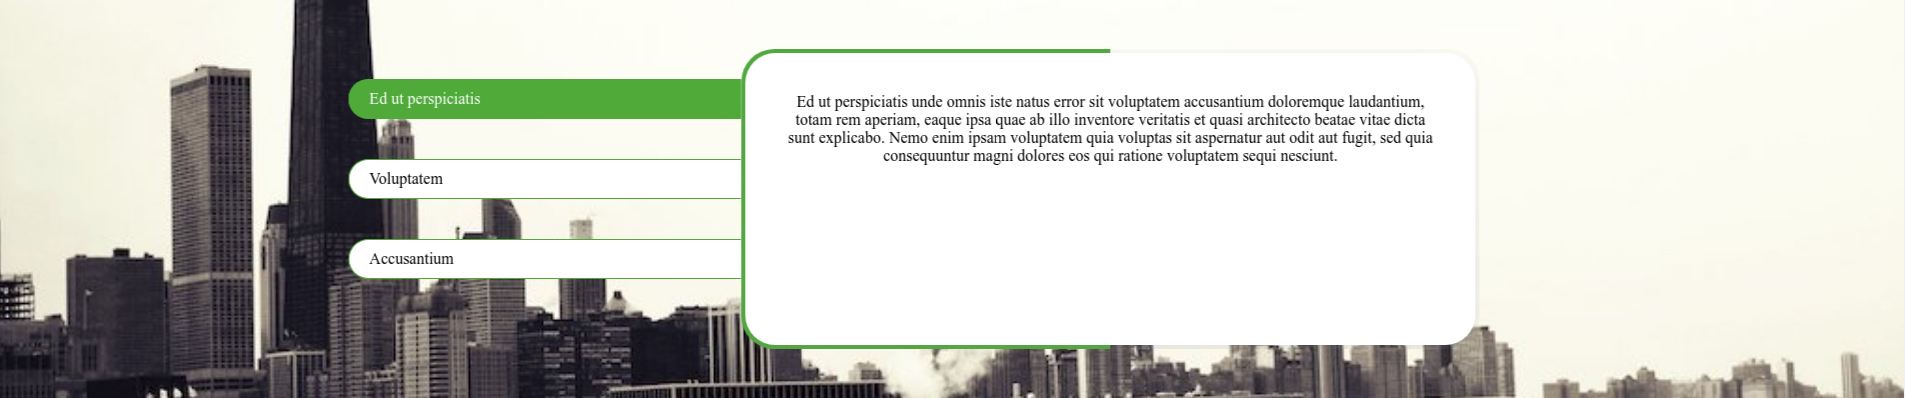 Ed ut perspiciatis
Voluptatem
Accusantium
Ed ut perspiciatis unde omnis iste natus error sit voluptatem accusantium doloremque laudantium,
totam rem aperiam, eaque ipsa quae ab illo inventore veritatis et quasi architecto beatae vitae dicta
sunt explicabo. Nemo enim ipsam voluptatem quia voluptas sit aspernatur aut odit aut fugit, sed quia
consequuntur magni dolores eos qui ratione voluptatem sequi nesciunt.